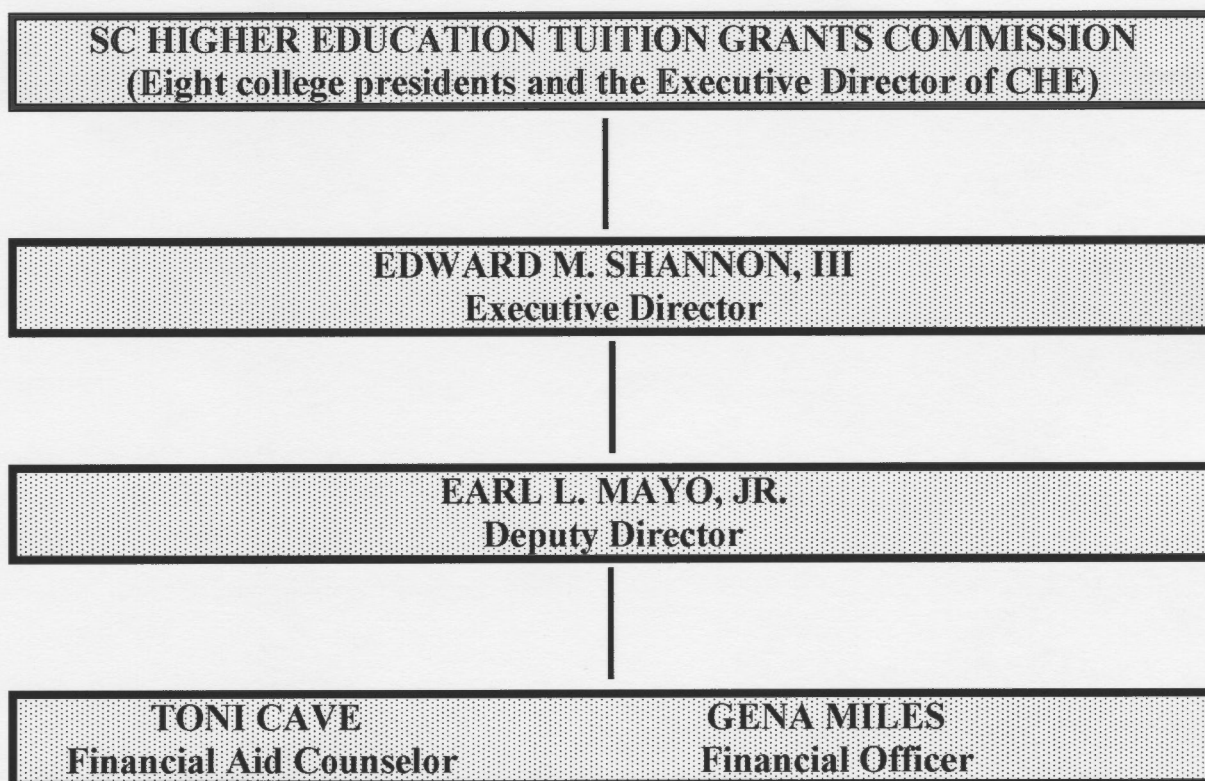 SC HIGHER EDUCATION TUITION GRANTS COMMISSION
(Eight college presidents and the Executive Director of CHE)
EDWARD M. SHANNON, III
Executive Director
EARL L. MAYO, JR.
Deputy Director
TONI CAVE GENA MILES
Financial Aid Counselor Financial Officer